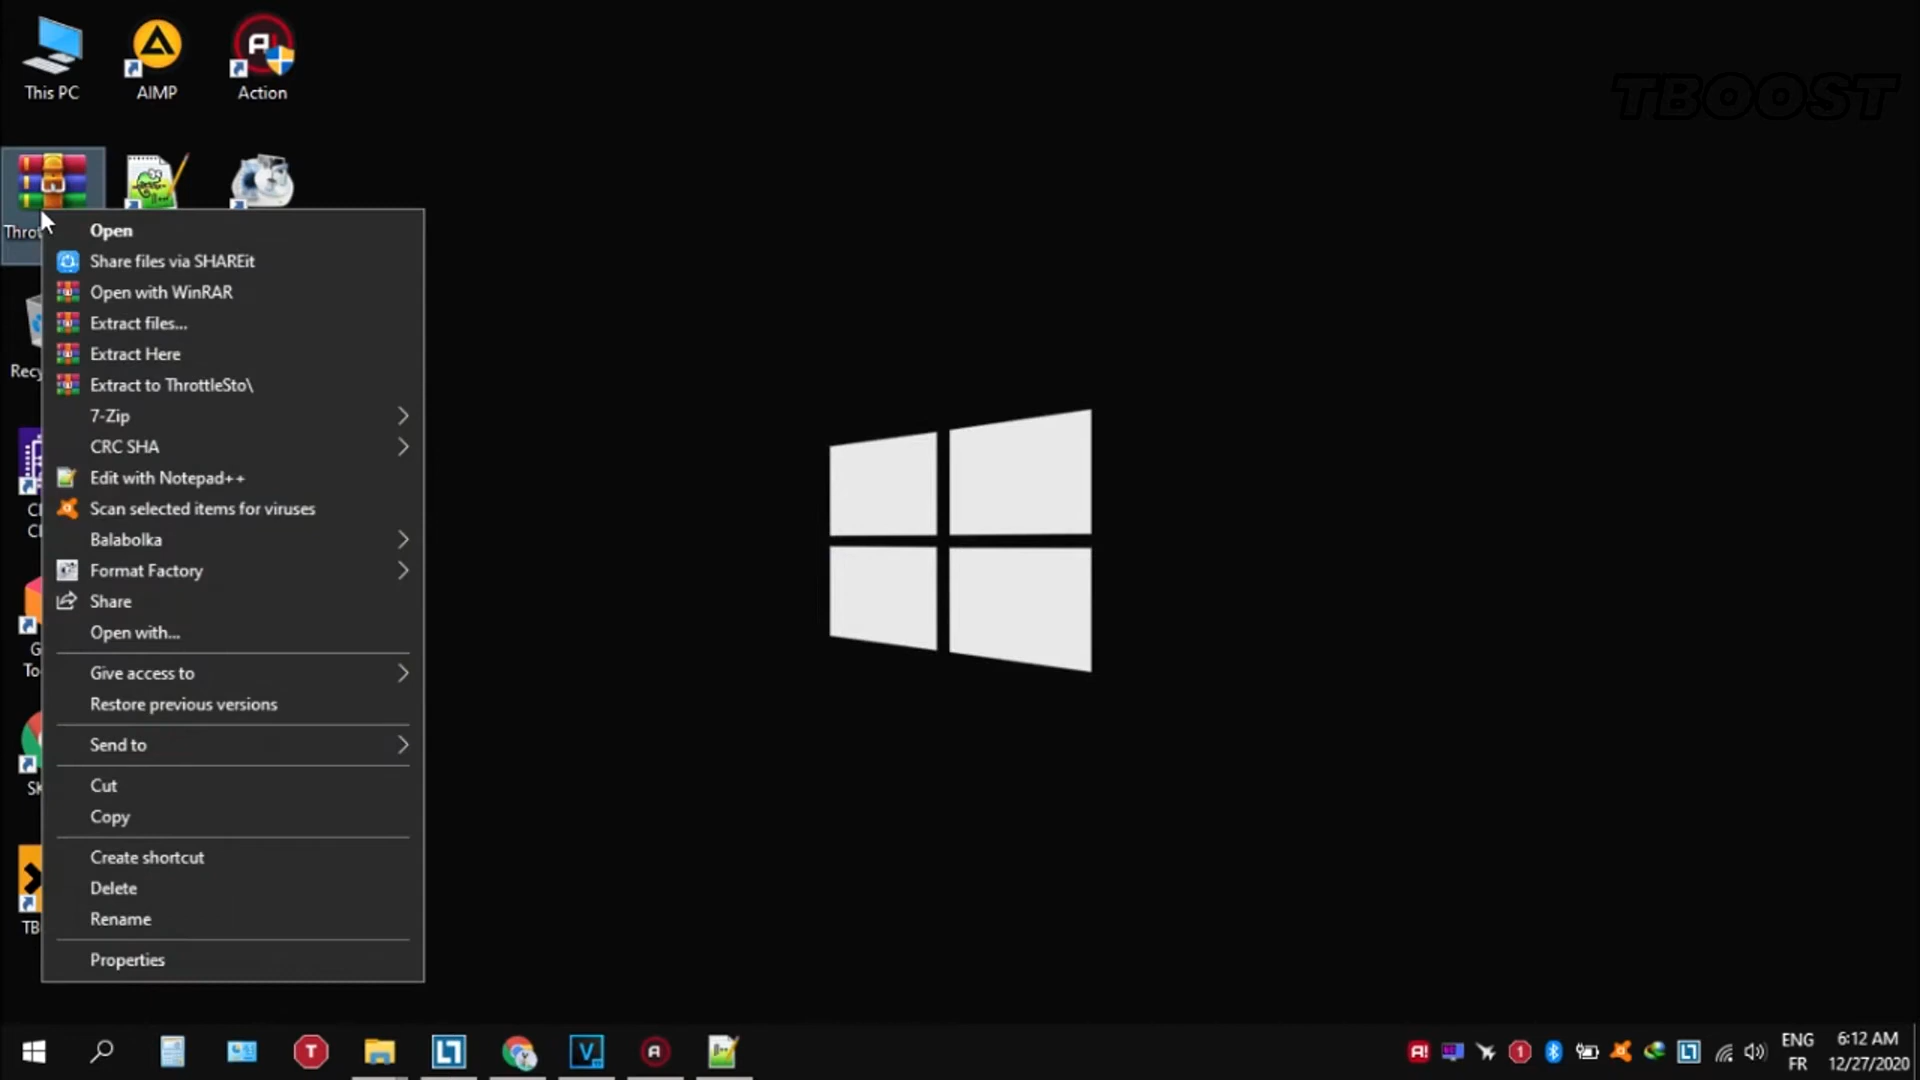 This PC
AIMP
Action
TBOOST
Open
Share files via SHAREit
Open with WinRAR
Extract files...
Extract Here
Extract to ThrottleSto\
7-Zip
CRC SHA
Edit with Notepad++
Scan selected items for viruses
Balabolka
Format Factory
Share
Open with...
Give access to
Restore previous versions
Send to
Cut
Copy
Create shortcut
Delete
Rename
Properties
ENG
FR
6:12 AM
12/27/2020